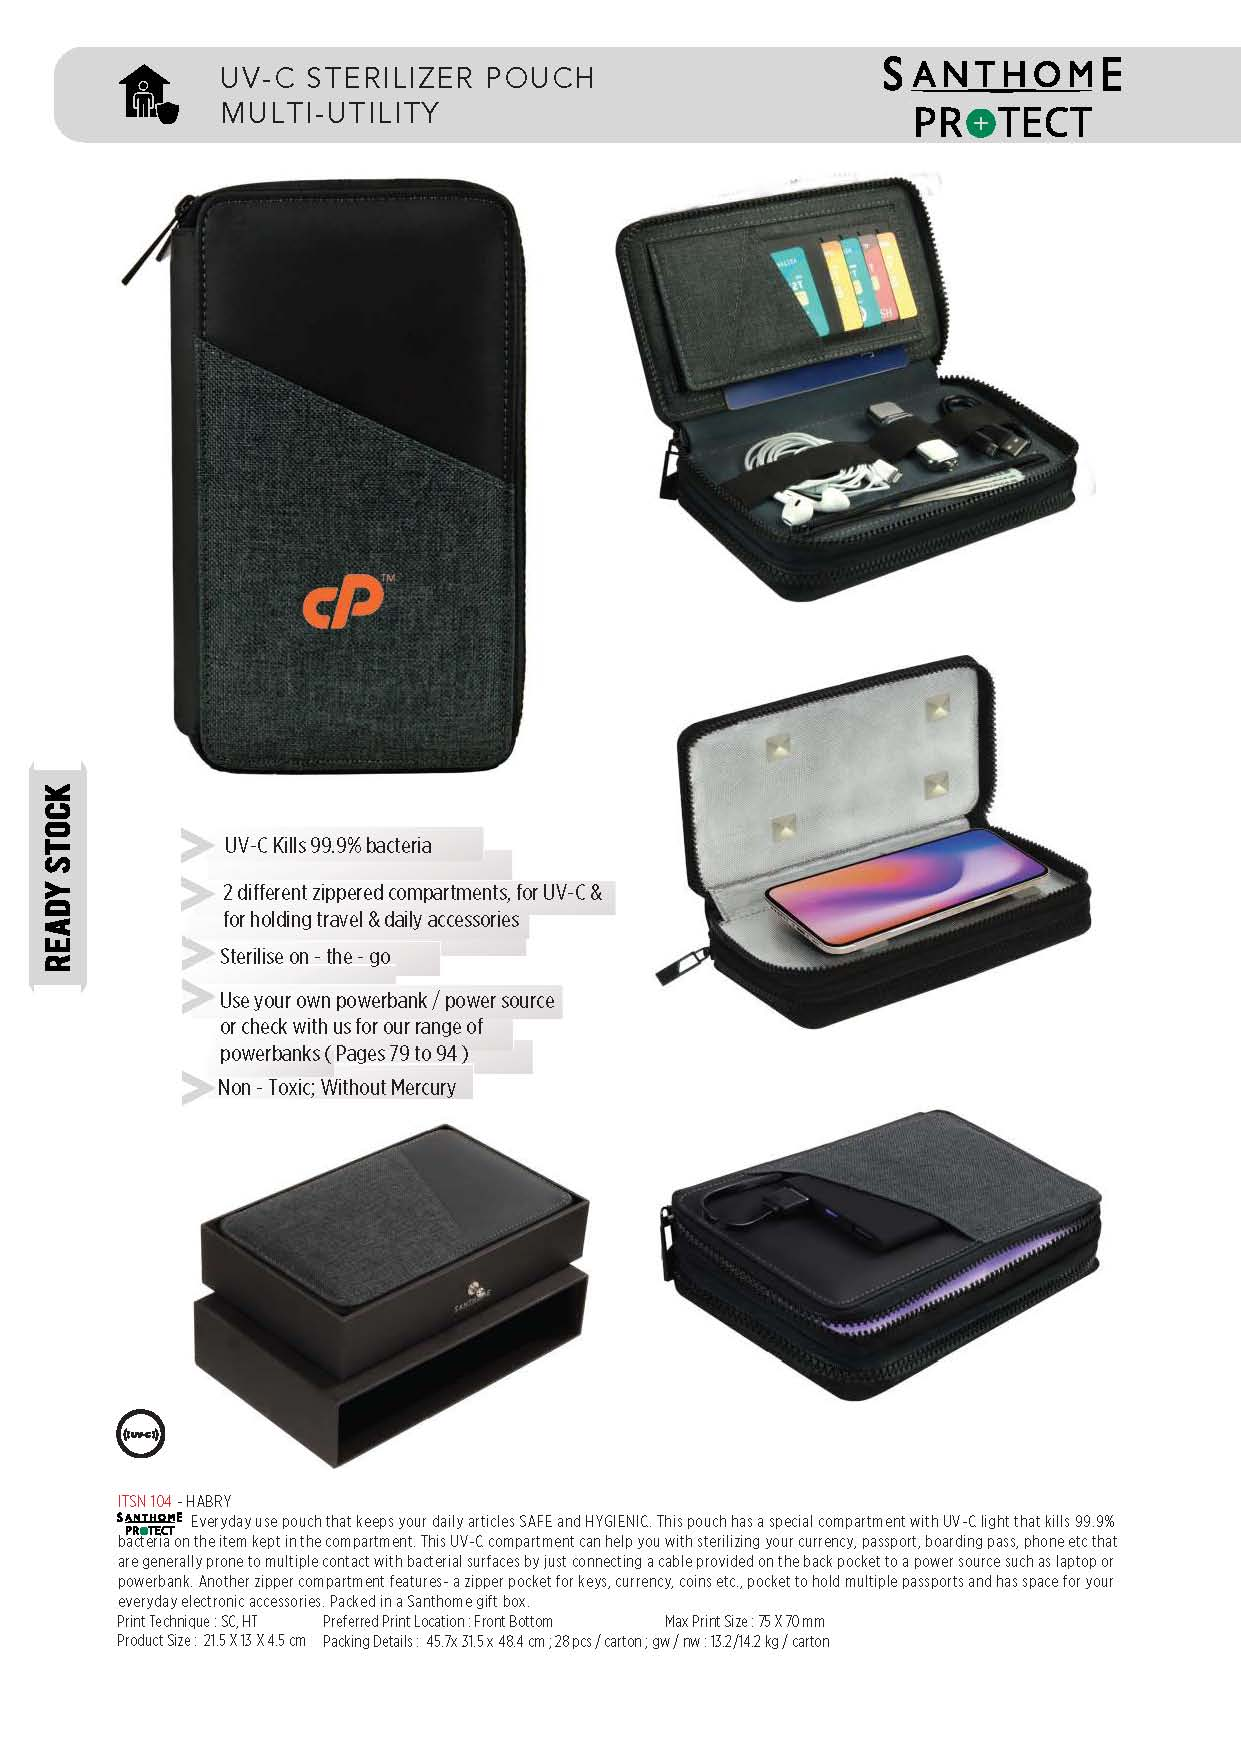 UV-C STERILIZER POUCH
MULTI-UTILITY
SANTHOME
PROTECT
cP™
READY STOCK
UV-C Kills 99.9% bacteria
2 different zippered compartments, for UV-C &
for holding travel & daily accessories
Sterilise on - the - go
Use your own powerbank / power source
or check with us for our range of
powerbanks ( Pages 79 to 94 )
Non - Toxic; Without Mercury
SANTHOME
UV-C
ITSN 104 - HABRY
SANTHOME PROTECT Everyday use pouch that keeps your daily articles SAFE and HYGIENIC. This pouch has a special compartment with UV-C light that kills 99.9%
bacteria on the item kept in the compartment. This UV-C compartment can help you with sterilizing your currency, passport, boarding pass, phone etc that
are generally prone to multiple contact with bacterial surfaces by just connecting a cable provided on the back pocket to a power source such as laptop or
powerbank. Another zipper compartment features- a zipper pocket for keys, currency, coins etc., pocket to hold multiple passports and has space for your
everyday electronic accessories. Packed in a Santhome gift box.
Print Technique : SC, HT Preferred Print Location : Front Bottom Max Print Size : 75 X 70 mm
Product Size : 21.5 X 13 X 4.5 cm Packing Details : 45.7x 31.5 x 48.4 cm ; 28 pcs / carton ; gw / nw : 13.2/14.2 kg / carton